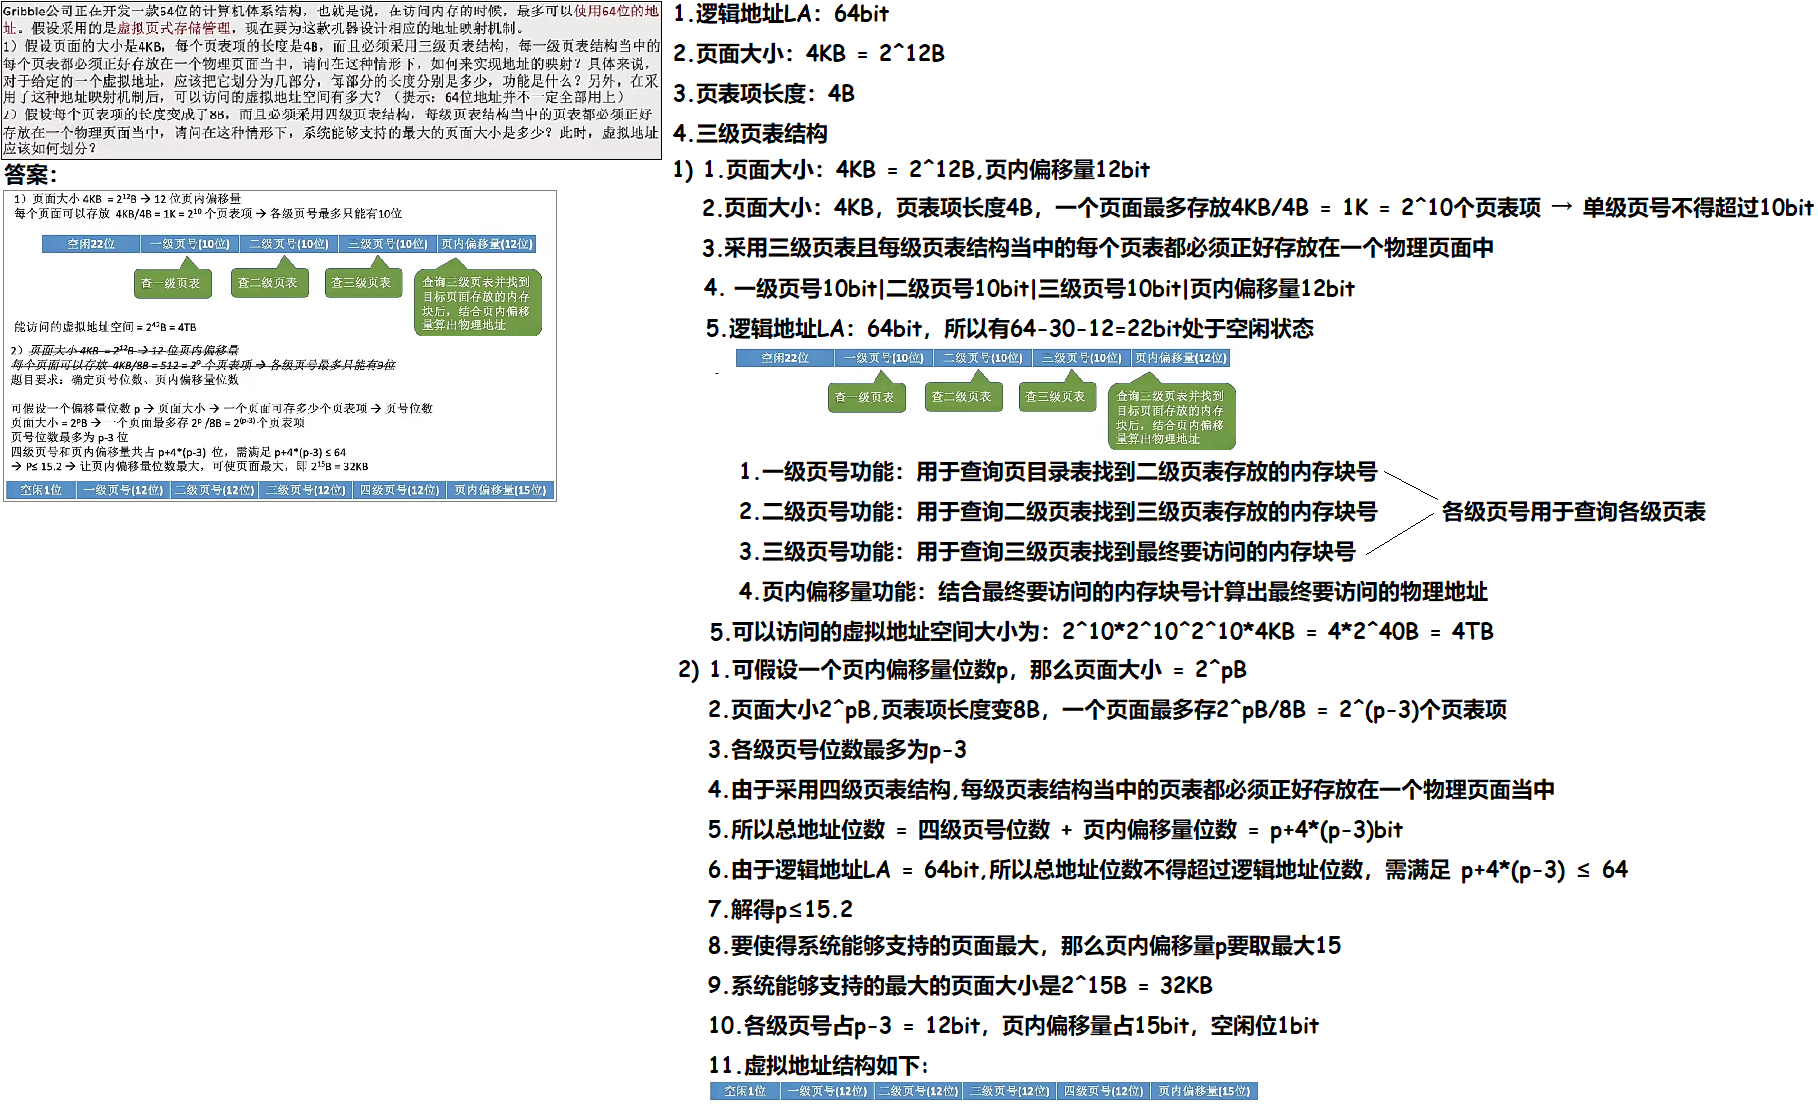 Gribble公司正在开发一款64位的计算机体系结构，也就是说，在访问内存的时候，最多可以使用64位的地
址。假设采用的是虚拟页式存储管理，现在要为这款机器设计相应的地址映射机制。
1）假设页面的大小是4KB，每个页表项的长度是4B，而且必须采用三级页表结构，每一级页表结构当中的
每个页表都必须正好存放在一个物理页面当中，请问在这种情形下，如何来实现地址的映射？具体来说，
对于给定的一个虚拟地址，应该把它划分为几部分，每部分的长度分别是多少，功能是什么？另外，在采
用了这种地址映射机制后，可以访问的虚拟地址空间有多大？（提示：64位地址并不一定全部用上）
2）假设每个页表项的长度变成了8B，而且必须采用四级页表结构，每级页表结构当中的页表都必须正好
存放在一个物理页面当中，请问在这种情形下，系统能够支持的最大的页面大小是多少？此时，虚拟地址
应该如何划分？
答案：
1）页面大小 4KB = 2¹²B → 12 位页内偏移量
每个页面可以存放 4KB/4B = 1K = 2¹⁰ 个页表项 → 各级页号最多只能有10位
空闲22位 一级页号(10位) 二级页号(10位) 三级页号(10位) 页内偏移量(12位)
查一级页表 查二级页表 查三级页表 查询三级页表并找到
目标页面存放的内存
块后，结合页内偏移
量算出物理地址
能访问的虚拟地址空间 = 2⁴²B = 4TB
2）页面大小 4KB = 2¹²B → 12 位页内偏移量
每个页面可以存放 4KB/8B = 512 = 2⁹ 个页表项 → 各级页号最多只能有9位
题目要求：确定页号位数、页内偏移量位数
可假设一个偏移量位数 p → 页面大小 → 一个页面可存多少个页表项 → 页号位数
页面大小 = 2ᵖB → 一个页面最多存 2ᵖ /8B = 2⁽ᵖ⁻³⁾ 个页表项
页号位数最多为 p-3 位
四级页号和页内偏移量共占 p+4*(p-3) 位，需满足 p+4*(p-3) ≤ 64
→ P≤ 15.2 → 让页内偏移量位数最大，可使页面最大，即 2¹⁵B = 32KB
空闲1位 一级页号(12位) 二级页号(12位) 三级页号(12位) 四级页号(12位) 页内偏移量(15位)
1.逻辑地址LA：64bit
2.页面大小：4KB = 2^12B
3.页表项长度：4B
4.三级页表结构
1) 1.页面大小：4KB = 2^12B,页内偏移量12bit
2.页面大小：4KB，页表项长度4B，一个页面最多存放4KB/4B = 1K = 2^10个页表项 → 单级页号不得超过10bit
3.采用三级页表且每级页表结构当中的每个页表都必须正好存放在一个物理页面中
4. 一级页号10bit|二级页号10bit|三级页号10bit|页内偏移量12bit
5.逻辑地址LA：64bit，所以有64-30-12=22bit处于空闲状态
空闲22位 一级页号(10位) 二级页号(10位) 三级页号(10位) 页内偏移量(12位)
查一级页表 查二级页表 查三级页表 查询三级页表并找到
目标页面存放的内存
块后，结合页内偏移
量算出物理地址
1.一级页号功能：用于查询页目录表找到二级页表存放的内存块号
2.二级页号功能：用于查询二级页表找到三级页表存放的内存块号
各级页号用于查询各级页表
3.三级页号功能：用于查询三级页表找到最终要访问的内存块号
4.页内偏移量功能：结合最终要访问的内存块号计算出最终要访问的物理地址
5.可以访问的虚拟地址空间大小为：2^10*2^10^2^10*4KB = 4*2^40B = 4TB
2) 1.可假设一个页内偏移量位数p，那么页面大小 = 2^pB
2.页面大小2^pB,页表项长度变8B，一个页面最多存2^pB/8B = 2^(p-3)个页表项
3.各级页号位数最多为p-3
4.由于采用四级页表结构,每级页表结构当中的页表都必须正好存放在一个物理页面当中
5.所以总地址位数 = 四级页号位数 + 页内偏移量位数 = p+4*(p-3)bit
6.由于逻辑地址LA = 64bit,所以总地址位数不得超过逻辑地址位数，需满足 p+4*(p-3) ≤ 64
7.解得p≤15.2
8.要使得系统能够支持的页面最大，那么页内偏移量p要取最大15
9.系统能够支持的最大的页面大小是2^15B = 32KB
10.各级页号占p-3 = 12bit，页内偏移量占15bit，空闲位1bit
11.虚拟地址结构如下：
空闲1位 一级页号(12位) 二级页号(12位) 三级页号(12位) 四级页号(12位) 页内偏移量(15位)